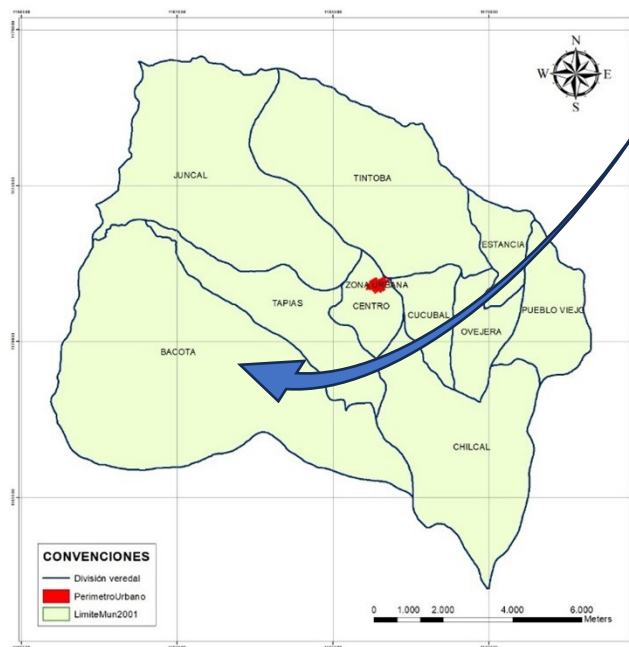 N
W E
S
JUNCAL
TINTOBA
ESTANCIA
ZONA URBANA
TAPIAS
CENTRO
CUCUBAL
PUEBLO VIEJO
OVEJERA
BACOTA
CHILCAL
CONVENCIONES
División veredal
PerimetroUrbano
LimiteMun2001
0 1.000 2.000 4.000 6.000
Meters